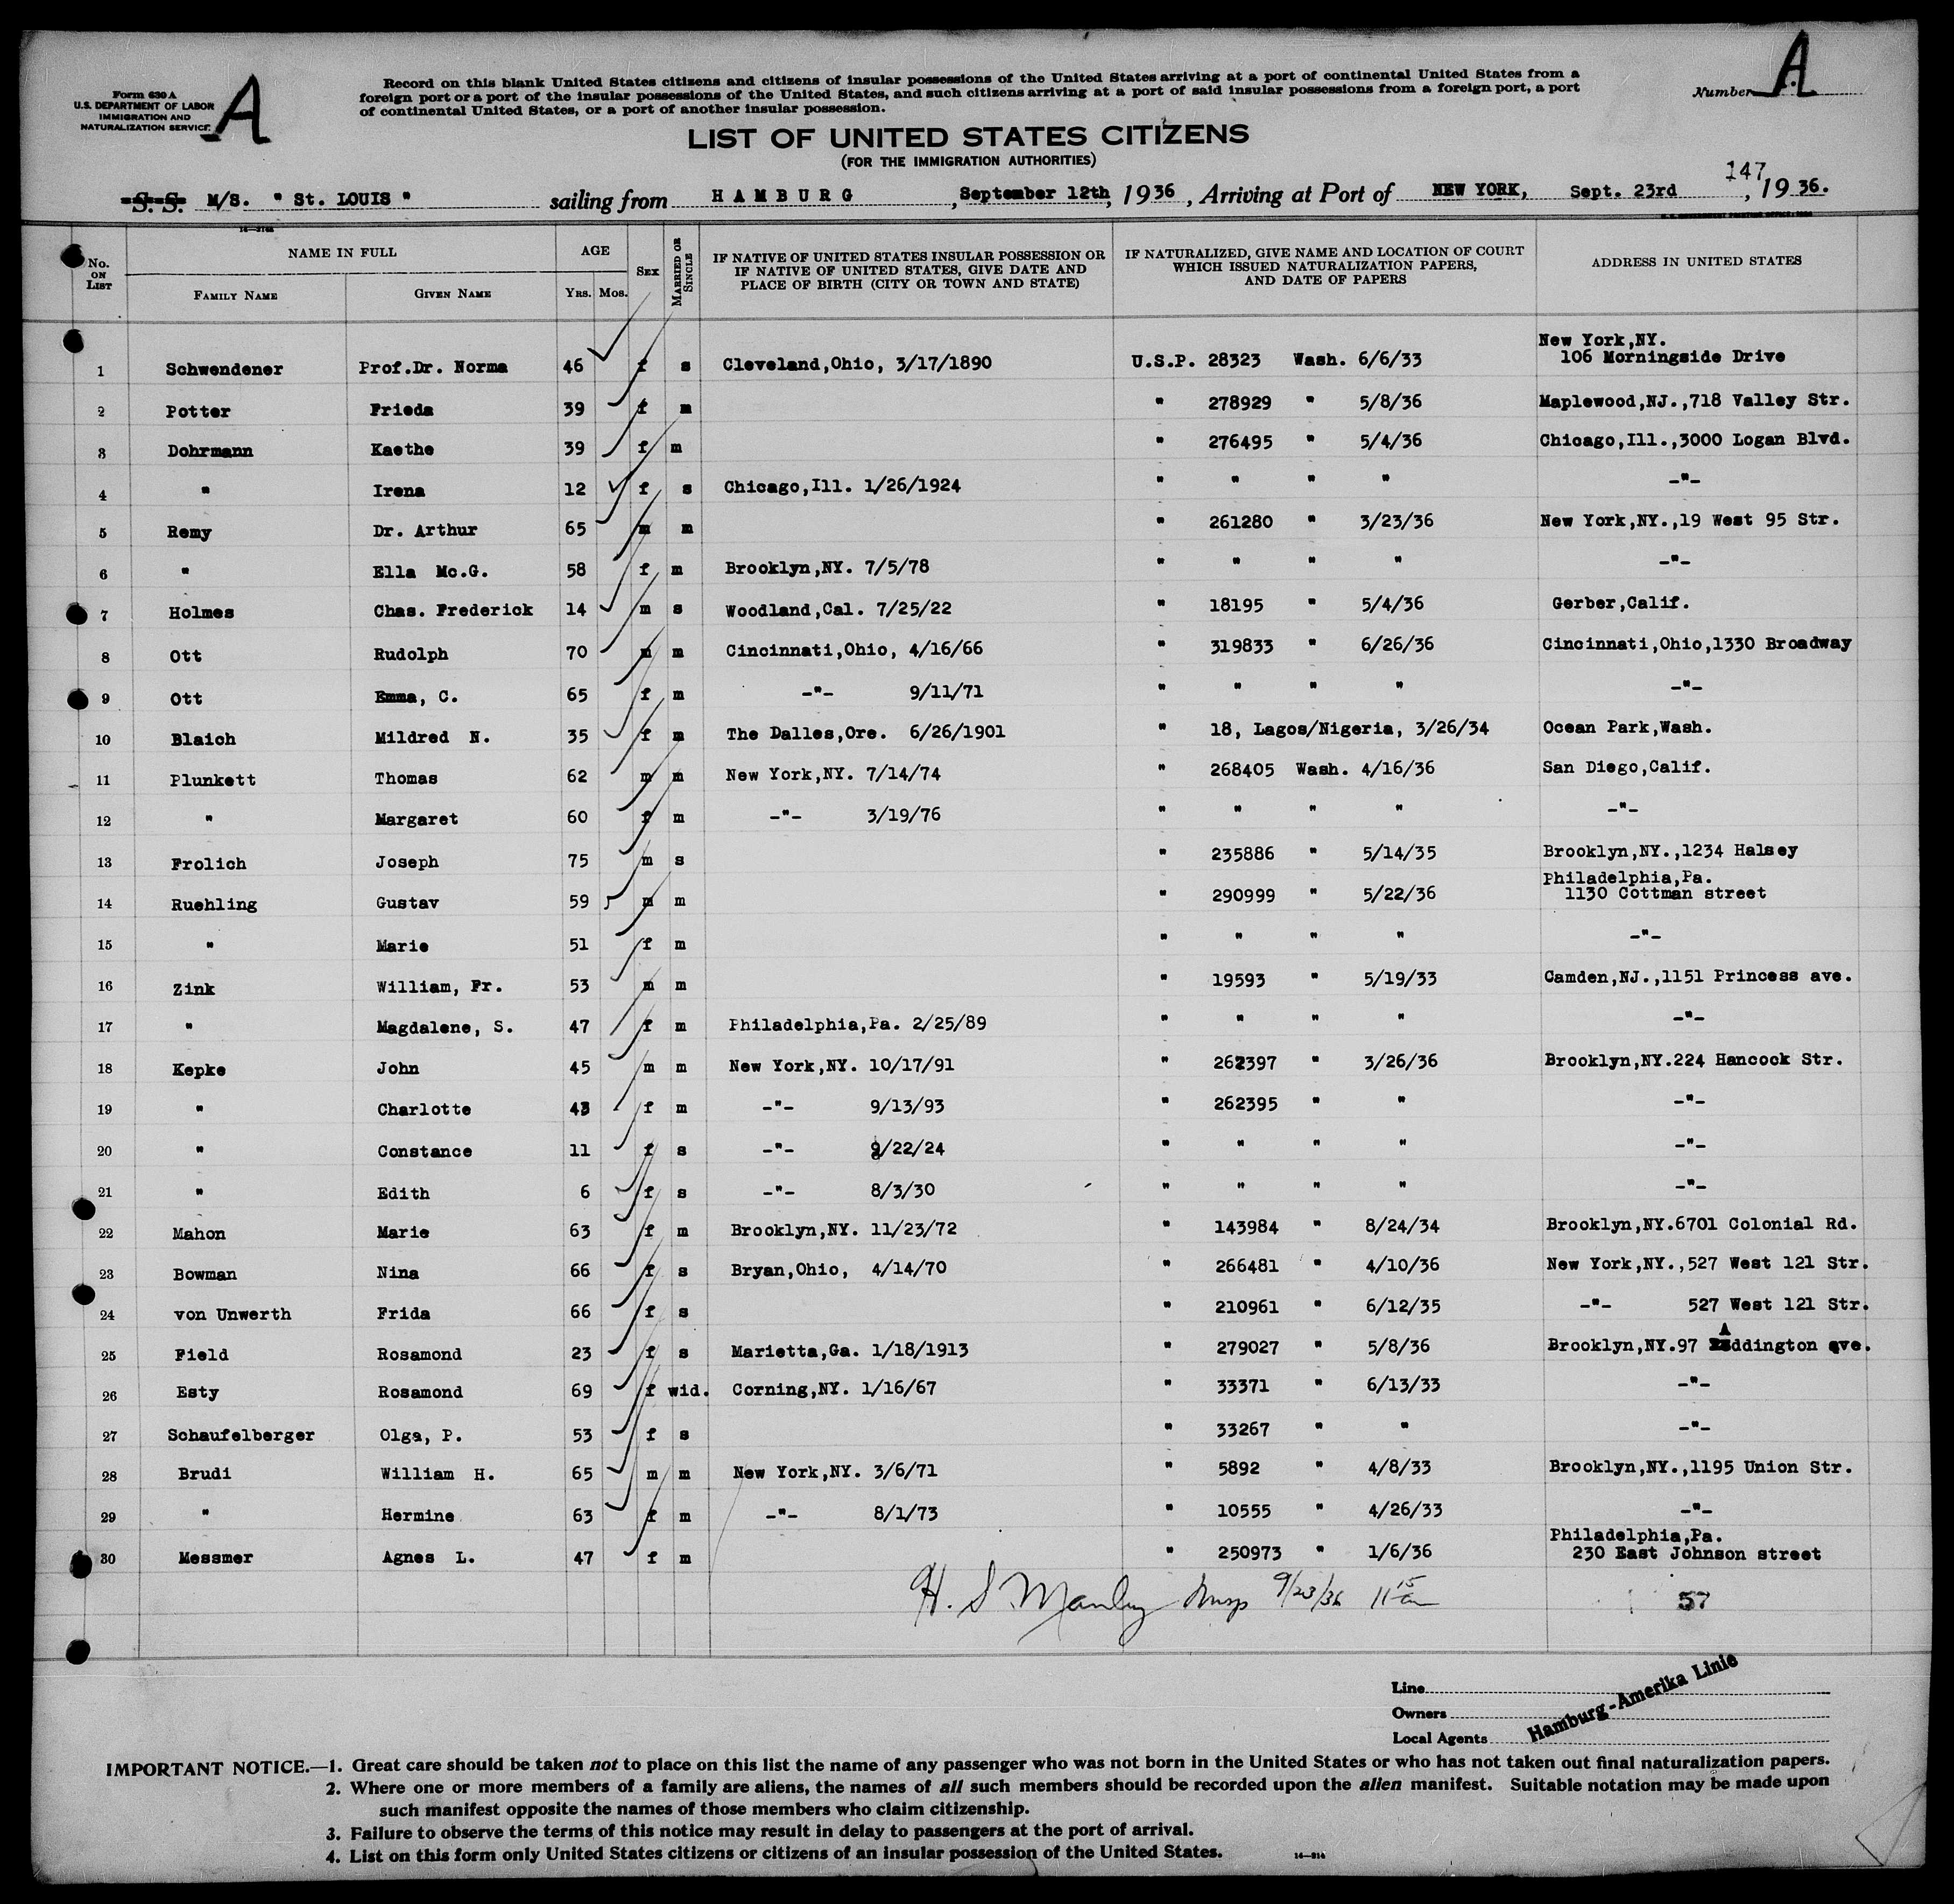 Form 630 A
U.S. DEPARTMENT OF LABOR
IMMIGRATION AND
NATURALIZATION SERVICE
A
Record on this blank United States citizens and citizens of insular possessions of the United States arriving at a port of continental United States from a
foreign port or a port of the insular possessions of the United States, and such citizens arriving at a port of said insular possessions from a foreign port, a port
of continental United States, or a port of another insular possession.
Number A
LIST OF UNITED STATES CITIZENS
(FOR THE IMMIGRATION AUTHORITIES)
147
S. S. M/S. " St. LOUIS " sailing from HAMBURG, September 12th, 1936, Arriving at Port of NEW YORK, Sept. 23rd, 1936.
No. ON LIST
NAME IN FULL
FAMILY NAME
GIVEN NAME
AGE
YRS. MOS.
SEX
MARRIED OR SINGLE
IF NATIVE OF UNITED STATES INSULAR POSSESSION OR
IF NATIVE OF UNITED STATES, GIVE DATE AND
PLACE OF BIRTH (CITY OR TOWN AND STATE)
IF NATURALIZED, GIVE NAME AND LOCATION OF COURT
WHICH ISSUED NATURALIZATION PAPERS,
AND DATE OF PAPERS
ADDRESS IN UNITED STATES
New York,NY.
1 Schwendener Prof.Dr. Norma 46 f s Cleveland,Ohio, 3/17/1890 U.S.P. 28323 Wash. 6/6/33 106 Morningside Drive
2 Potter Frieda 39 f m " 278929 " 5/8/36 Maplewood,NJ.,718 Valley Str.
3 Dohrmann Kaethe 39 f m " 276495 " 5/4/36 Chicago,Ill.,3000 Logan Blvd.
4 " Irena 12 f s Chicago,Ill. 1/26/1924 " " " " -"-
5 Remy Dr. Arthur 65 m m " 261280 " 3/23/36 New York,NY.,19 West 95 Str.
6 " Ella Mc.G. 58 f m Brooklyn,NY. 7/5/78 " " " " -"-
7 Holmes Chas. Frederick 14 m s Woodland,Cal. 7/25/22 " 18195 " 5/4/36 Gerber,Calif.
8 Ott Rudolph 70 m m Cincinnati,Ohio, 4/16/66 " 319833 " 6/26/36 Cincinnati,Ohio,1330 Broadway
9 Ott Emma, C. 65 f m -"- 9/11/71 " " " " -"-
10 Blaich Mildred N. 35 f m The Dalles,Ore. 6/26/1901 " 18, Lagos/Nigeria, 3/26/34 Ocean Park,Wash.
11 Plunkett Thomas 62 m m New York,NY. 7/14/74 " 268405 Wash. 4/16/36 San Diego,Calif.
12 " Margaret 60 f m -"- 3/19/76 " " " " -"-
13 Frolich Joseph 75 m s " 235886 " 5/14/35 Brooklyn,NY.,1234 Halsey
Philadelphia,Pa.
14 Ruehling Gustav 59 m m " 290999 " 5/22/36 1130 Cottman street
15 " Marie 51 f m " " " " -"-
16 Zink William, Fr. 53 m m " 19593 " 5/19/33 Camden,NJ.,1151 Princess ave.
17 " Magdalene, S. 47 f m Philadelphia,Pa. 2/25/89 " " " " -"-
18 Kepke John 45 m m New York,NY. 10/17/91 " 262397 " 3/26/36 Brooklyn,NY.224 Hancock Str.
19 " Charlotte 43 f m -"- 9/13/93 " 262395 " " -"-
20 " Constance 11 f s -"- 9/22/24 " " " " -"-
21 " Edith 6 f s -"- 8/3/30 " " " " -"-
22 Mahon Marie 63 f m Brooklyn,NY. 11/23/72 " 143984 " 8/24/34 Brooklyn,NY.6701 Colonial Rd.
23 Bowman Nina 66 f s Bryan,Ohio, 4/14/70 " 266481 " 4/10/36 New York,NY.,527 West 121 Str.
24 von Unwerth Frida 66 f s " 210961 " 6/12/35 -"- 527 West 121 Str.
25 Field Rosamond 23 f s Marietta,Ga. 1/18/1913 " 279027 " 5/8/36 Brooklyn,NY.97 Addington ave.
26 Esty Rosamond 69 f wid. Corning,NY. 1/16/67 " 33371 " 6/13/33 -"-
27 Schaufelberger Olga, P. 53 f s " 33267 " " -"-
28 Brudi William H. 65 m m New York,NY. 3/6/71 " 5892 " 4/8/33 Brooklyn,NY.,1195 Union Str.
29 " Hermine 63 f m -"- 8/1/73 " 10555 " 4/26/33 -"-
Philadelphia,Pa.
30 Messmer Agnes L. 47 f m " 250973 " 1/6/36 230 East Johnson street
H. S. Manley Insp 9/23/36 11 15 am
57
Line
Owners
Local Agents
Hamburg-Amerika Linie
IMPORTANT NOTICE.—1. Great care should be taken not to place on this list the name of any passenger who was not born in the United States or who has not taken out final naturalization papers.
2. Where one or more members of a family are aliens, the names of all such members should be recorded upon the alien manifest. Suitable notation may be made upon
such manifest opposite the names of those members who claim citizenship.
3. Failure to observe the terms of this notice may result in delay to passengers at the port of arrival.
4. List on this form only United States citizens or citizens of an insular possession of the United States.